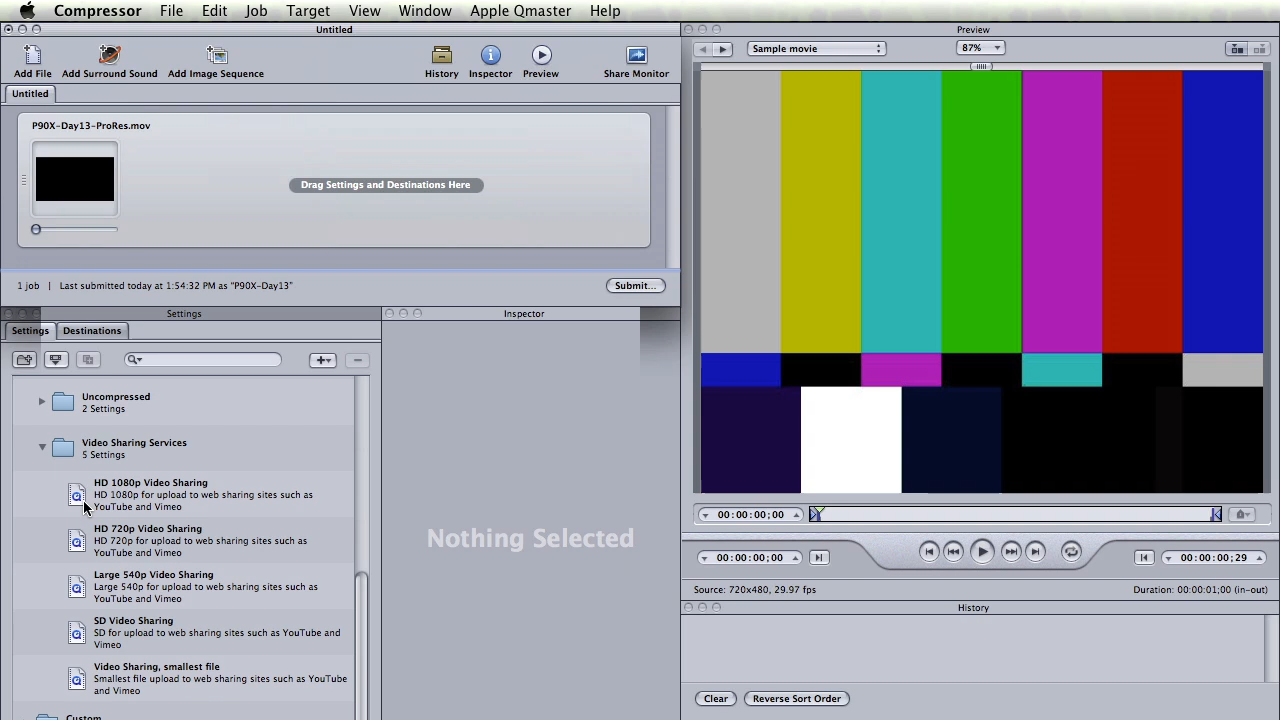 Compressor File Edit Job Target View Window Apple Qmaster Help
Untitled
Add File Add Surround Sound Add Image Sequence History Inspector Preview Share Monitor
Untitled
P90X-Day13-ProRes.mov
Drag Settings and Destinations Here
1 job | Last submitted today at 1:54:32 PM as "P90X-Day13"
Submit...
Settings
Settings Destinations
Uncompressed
2 Settings
Video Sharing Services
5 Settings
HD 1080p Video Sharing
HD 1080p for upload to web sharing sites such as
YouTube and Vimeo
HD 720p Video Sharing
HD 720p for upload to web sharing sites such as
YouTube and Vimeo
Large 540p Video Sharing
Large 540p for upload to web sharing sites such as
YouTube and Vimeo
SD Video Sharing
SD for upload to web sharing sites such as YouTube and
Vimeo
Video Sharing, smallest file
Smallest file upload to web sharing sites such as YouTube
and Vimeo
Custom
Inspector
Nothing Selected
Preview
Sample movie 87%
00:00:00;00
00:00:00;00 00:00:00;29
Source: 720x480, 29.97 fps Duration: 00:00:01;00 (in-out)
History
Clear Reverse Sort Order